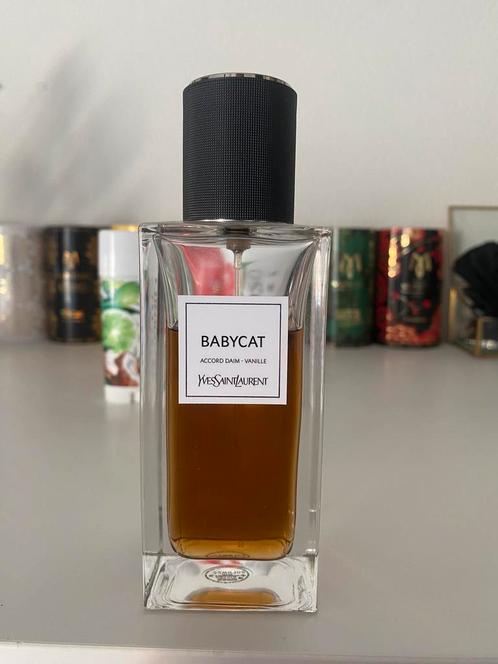 BABYCAT
ACCORD DAIM - VANILLE
YVESSAINTLAURENT